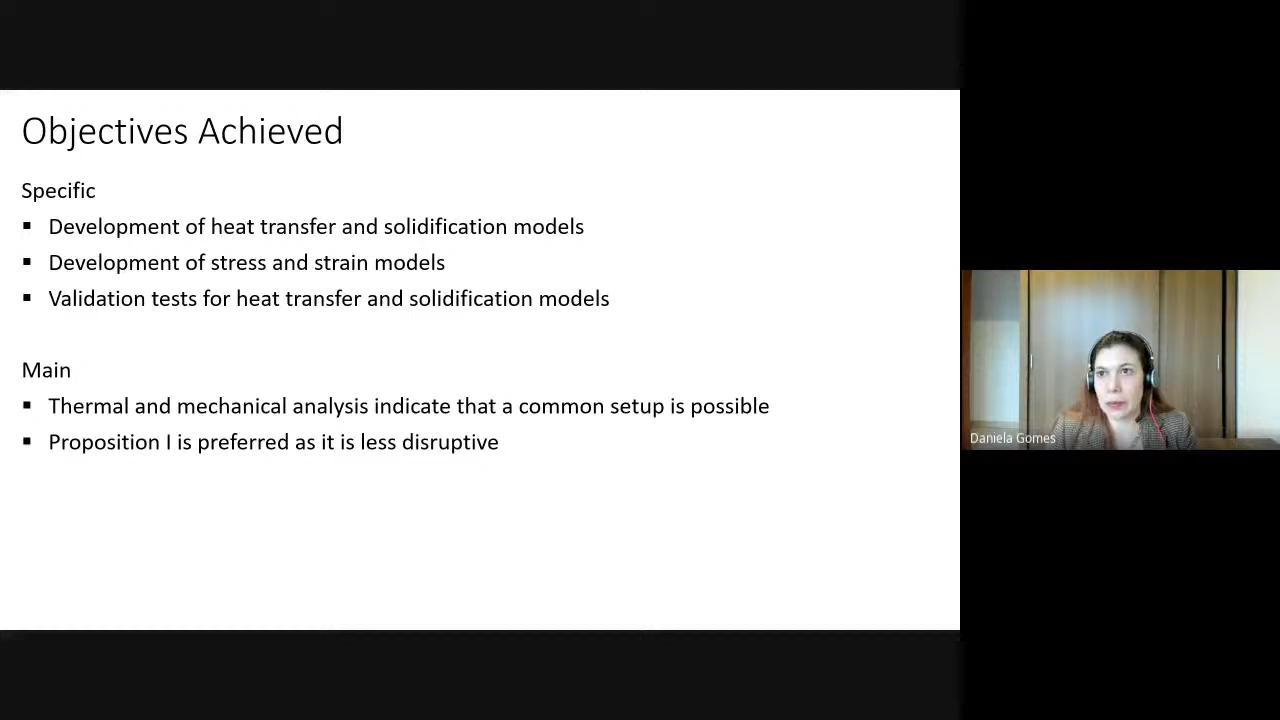 Objectives Achieved
Specific
▪ Development of heat transfer and solidification models
▪ Development of stress and strain models
▪ Validation tests for heat transfer and solidification models
Main
▪ Thermal and mechanical analysis indicate that a common setup is possible
▪ Proposition I is preferred as it is less disruptive
Daniela Gomes